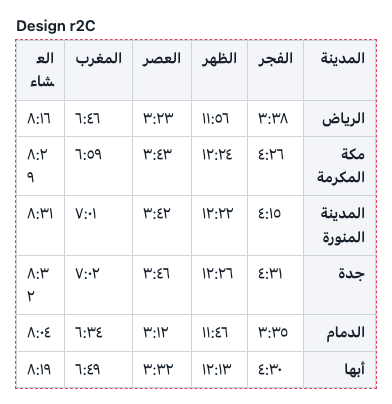 Design r2C
المدينة الفجر الظهر العصر المغرب العشاء
الرياض ٣:٣٨ ١١:٥٦ ٣:٢٣ ٦:٤٦ ٨:١٦
مكة المكرمة ٤:٢٦ ١٢:٢٤ ٣:٤٣ ٦:٥٩ ٨:٢٩
المدينة المنورة ٤:١٥ ١٢:٢٢ ٣:٤٢ ٧:٠١ ٨:٣١
جدة ٤:٣١ ١٢:٢٦ ٣:٤٦ ٧:٠٢ ٨:٣٢
الدمام ٣:٣٥ ١١:٤٦ ٣:١٢ ٦:٣٤ ٨:٠٤
أبها ٤:٣٠ ١٢:١٣ ٣:٣٢ ٦:٤٩ ٨:١٩